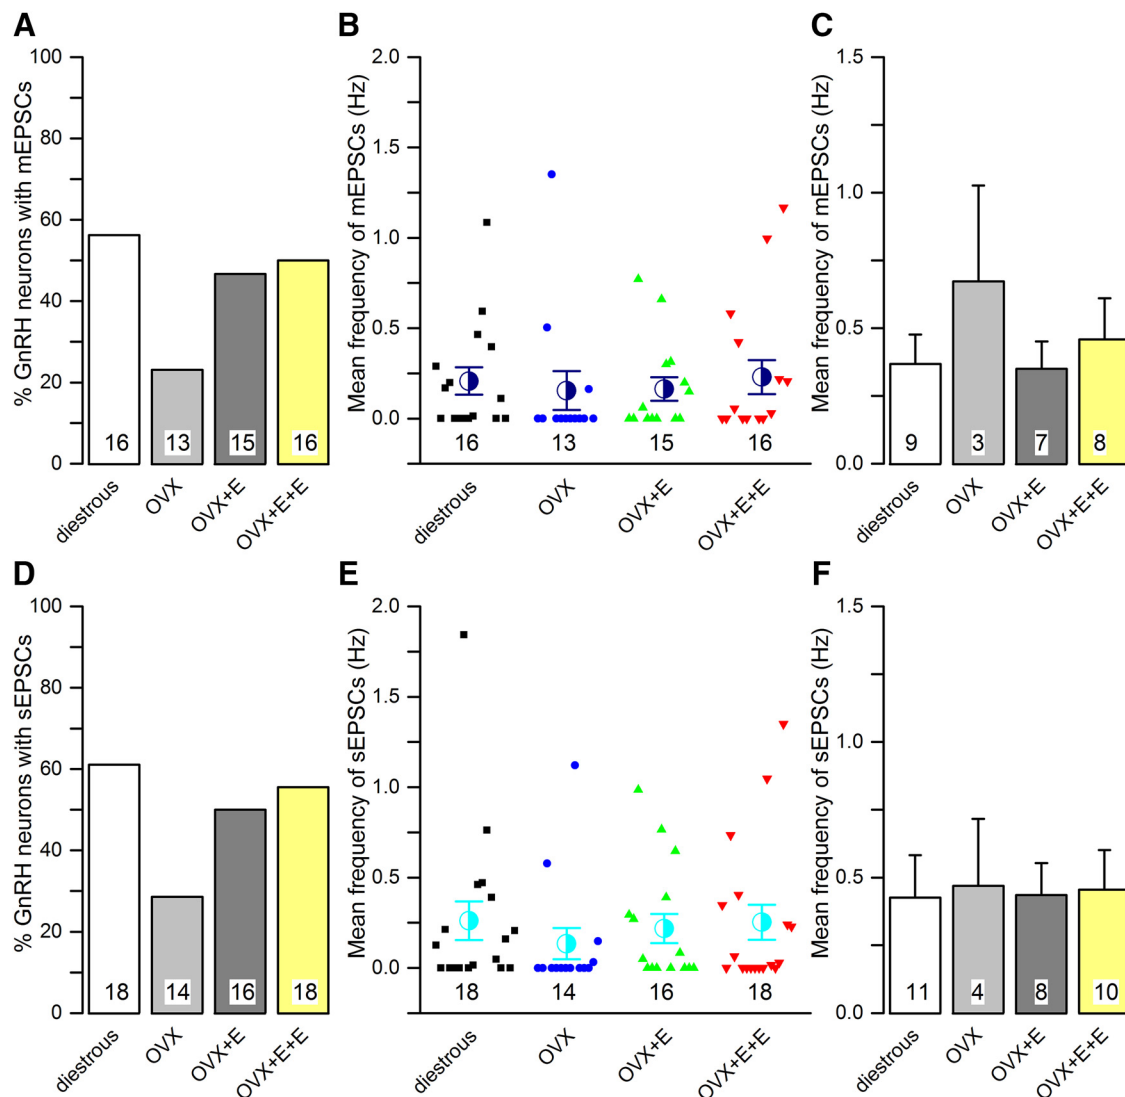 A
% GnRH neurons with mEPSCs
100
80
60
40
20
0
16
13
15
16
diestrous
OVX
OVX+E
OVX+E+E
B
Mean frequency of mEPSCs (Hz)
2.0
1.5
1.0
0.5
0.0
16
13
15
16
diestrous
OVX
OVX+E
OVX+E+E
C
Mean frequency of mEPSCs (Hz)
1.5
1.0
0.5
0.0
9
3
7
8
diestrous
OVX
OVX+E
OVX+E+E
D
% GnRH neurons with sEPSCs
100
80
60
40
20
0
18
14
16
18
diestrous
OVX
OVX+E
OVX+E+E
E
Mean frequency of sEPSCs (Hz)
2.0
1.5
1.0
0.5
0.0
18
14
16
18
diestrous
OVX
OVX+E
OVX+E+E
F
Mean frequency of sEPSCs (Hz)
1.5
1.0
0.5
0.0
11
4
8
10
diestrous
OVX
OVX+E
OVX+E+E